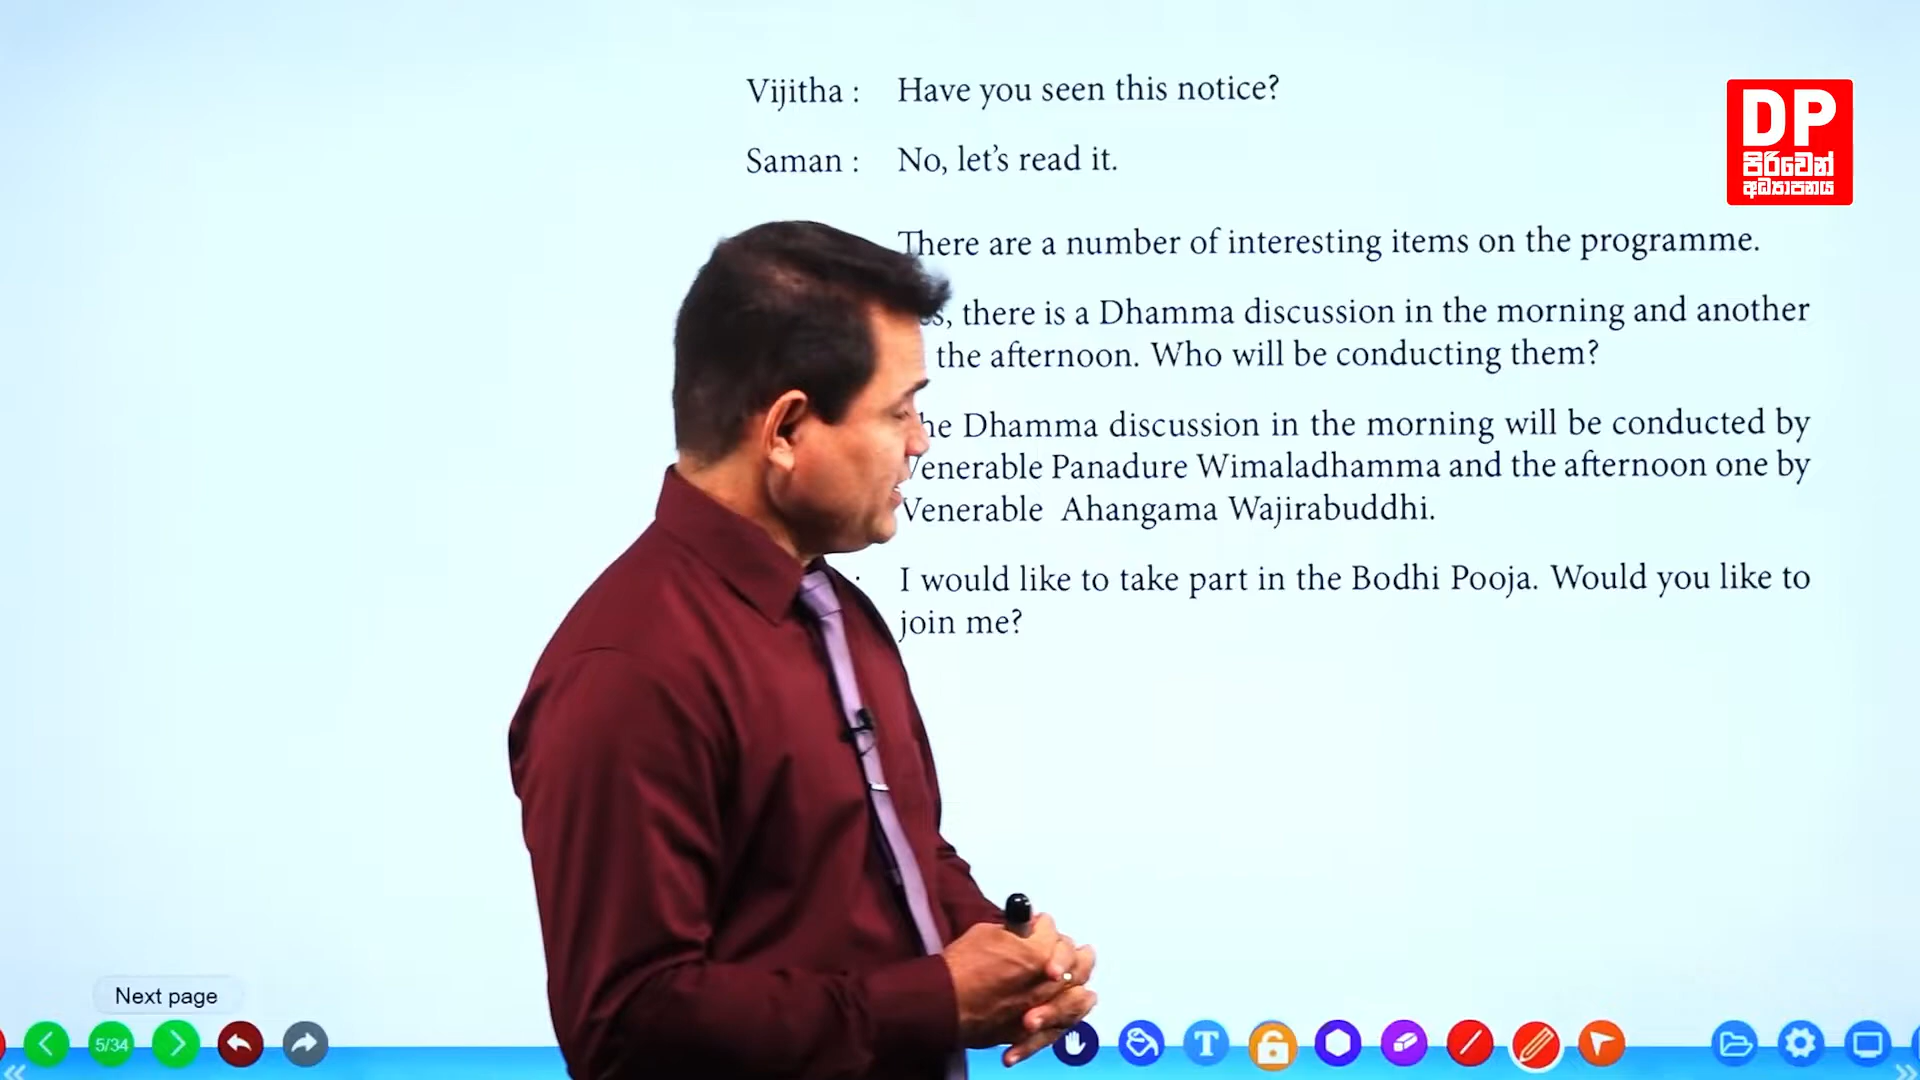 Vijitha : Have you seen this notice?
Saman : No, let's read it.
There are a number of interesting items on the programme.
there is a Dhamma discussion in the morning and another
the afternoon. Who will be conducting them?
Dhamma discussion in the morning will be conducted by
Venerable Panadure Wimaladhamma and the afternoon one by
Venerable Ahangama Wajirabuddhi.
: I would like to take part in the Bodhi Pooja. Would you like to
join me?
DP
පිරිවෙන්
අධ්‍යාපනය
Next page
5/34
T